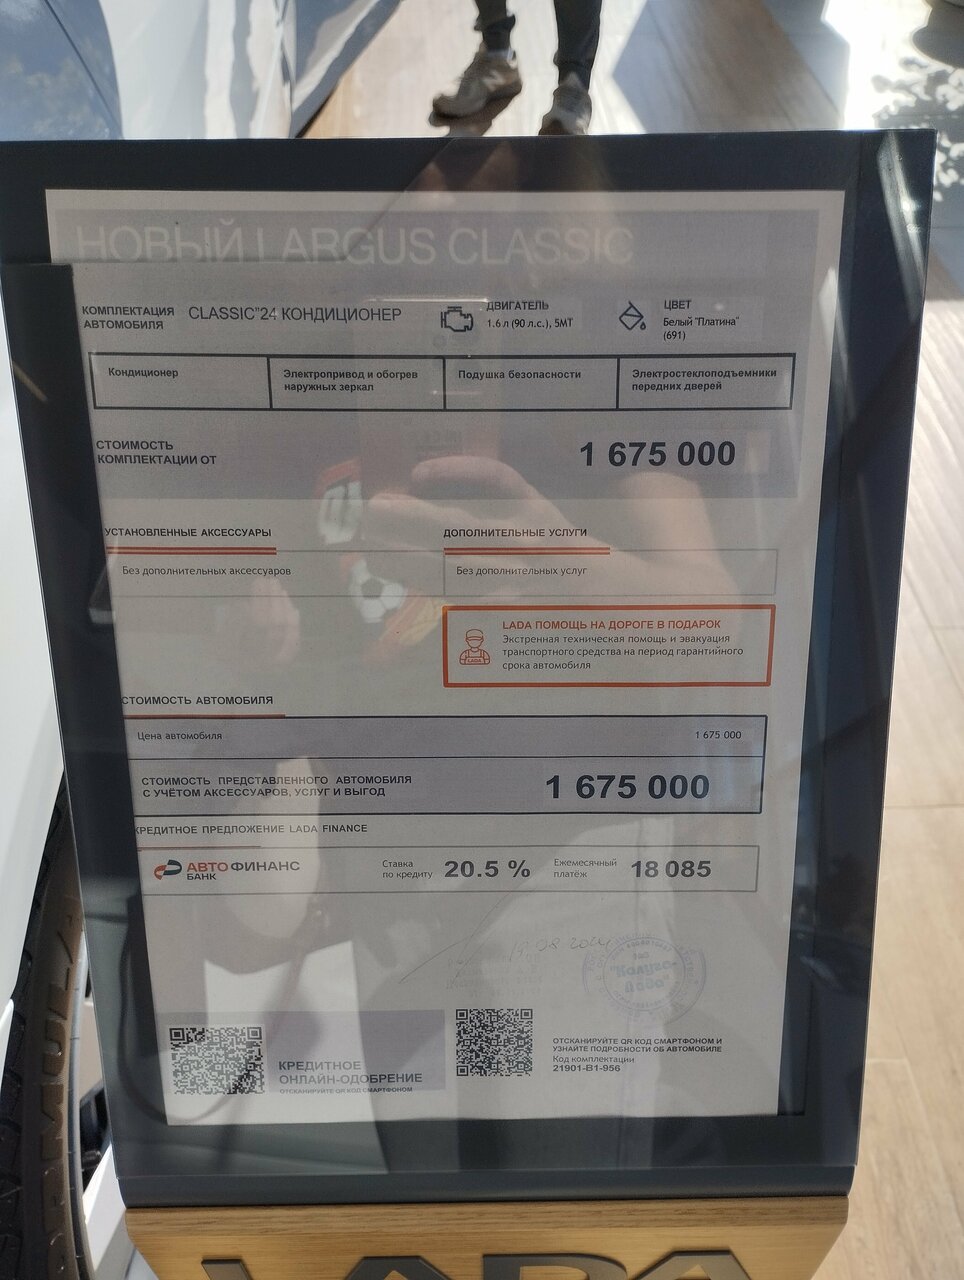 НОВЫЙ LARGUS CLASSIC
КОМПЛЕКТАЦИЯ
АВТОМОБИЛЯ
CLASSIC"24 КОНДИЦИОНЕР
ДВИГАТЕЛЬ
1.6 л (90 л.с.), 5МТ
ЦВЕТ
Белый "Платина"
(691)
Кондиционер
Электропривод и обогрев
наружных зеркал
Подушка безопасности
Электростеклоподъемники
передних дверей
СТОИМОСТЬ
КОМПЛЕКТАЦИИ ОТ
1 675 000
УСТАНОВЛЕННЫЕ АКСЕССУАРЫ
Без дополнительных аксессуаров
ДОПОЛНИТЕЛЬНЫЕ УСЛУГИ
Без дополнительных услуг
LADA ПОМОЩЬ НА ДОРОГЕ В ПОДАРОК
Экстренная техническая помощь и эвакуация
транспортного средства на период гарантийного
срока автомобиля
LADA
СТОИМОСТЬ АВТОМОБИЛЯ
Цена автомобиля
1 675 000
СТОИМОСТЬ ПРЕДСТАВЛЕННОГО АВТОМОБИЛЯ
С УЧЁТОМ АКСЕССУАРОВ, УСЛУГ И ВЫГОД
1 675 000
КРЕДИТНОЕ ПРЕДЛОЖЕНИЕ LADA FINANCE
АВТОФИНАНС
БАНК
Ставка
по кредиту
20.5 %
Ежемесячный
платёж
18 085
"Калуга-
Лада"
КРЕДИТНОЕ
ОНЛАЙН-ОДОБРЕНИЕ
ОТСКАНИРУЙТЕ QR КОД СМАРТФОНОМ
ОТСКАНИРУЙТЕ QR КОД СМАРТФОНОМ И
УЗНАЙТЕ ПОДРОБНОСТИ ОБ АВТОМОБИЛЕ
Код комплектации
21901-B1-956
LADA